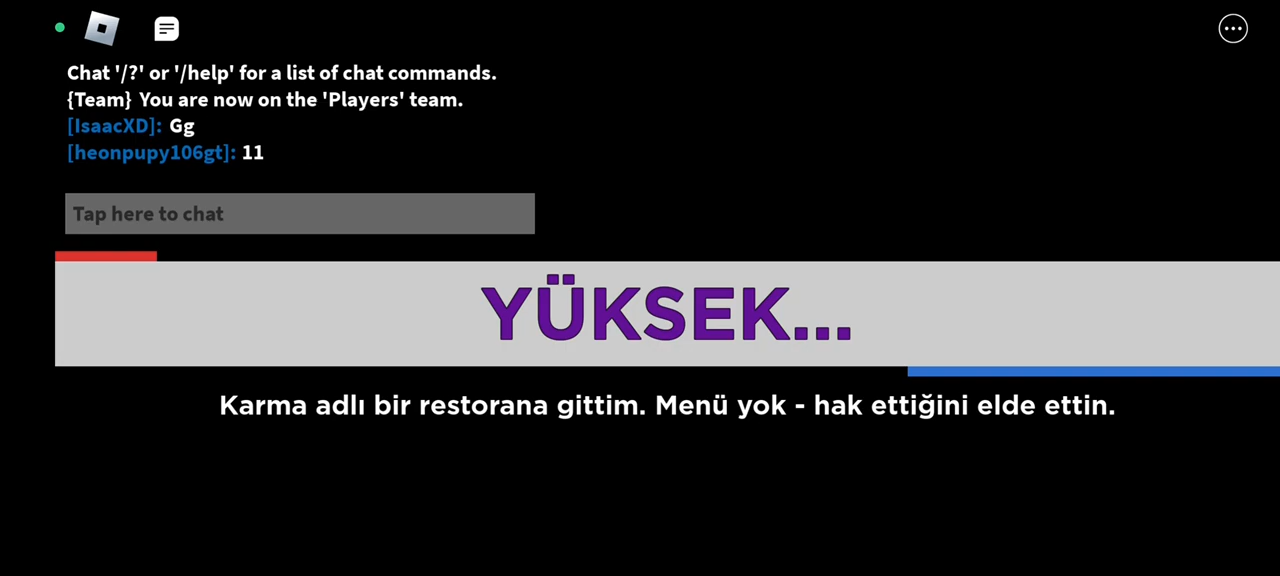 Chat '/?' or '/help' for a list of chat commands.
{Team} You are now on the 'Players' team.
[IsaacXD]: Gg
[heonpupy106gt]: 11
Tap here to chat
YÜKSEK...
Karma adlı bir restorana gittim. Menü yok - hak ettiğini elde ettin.